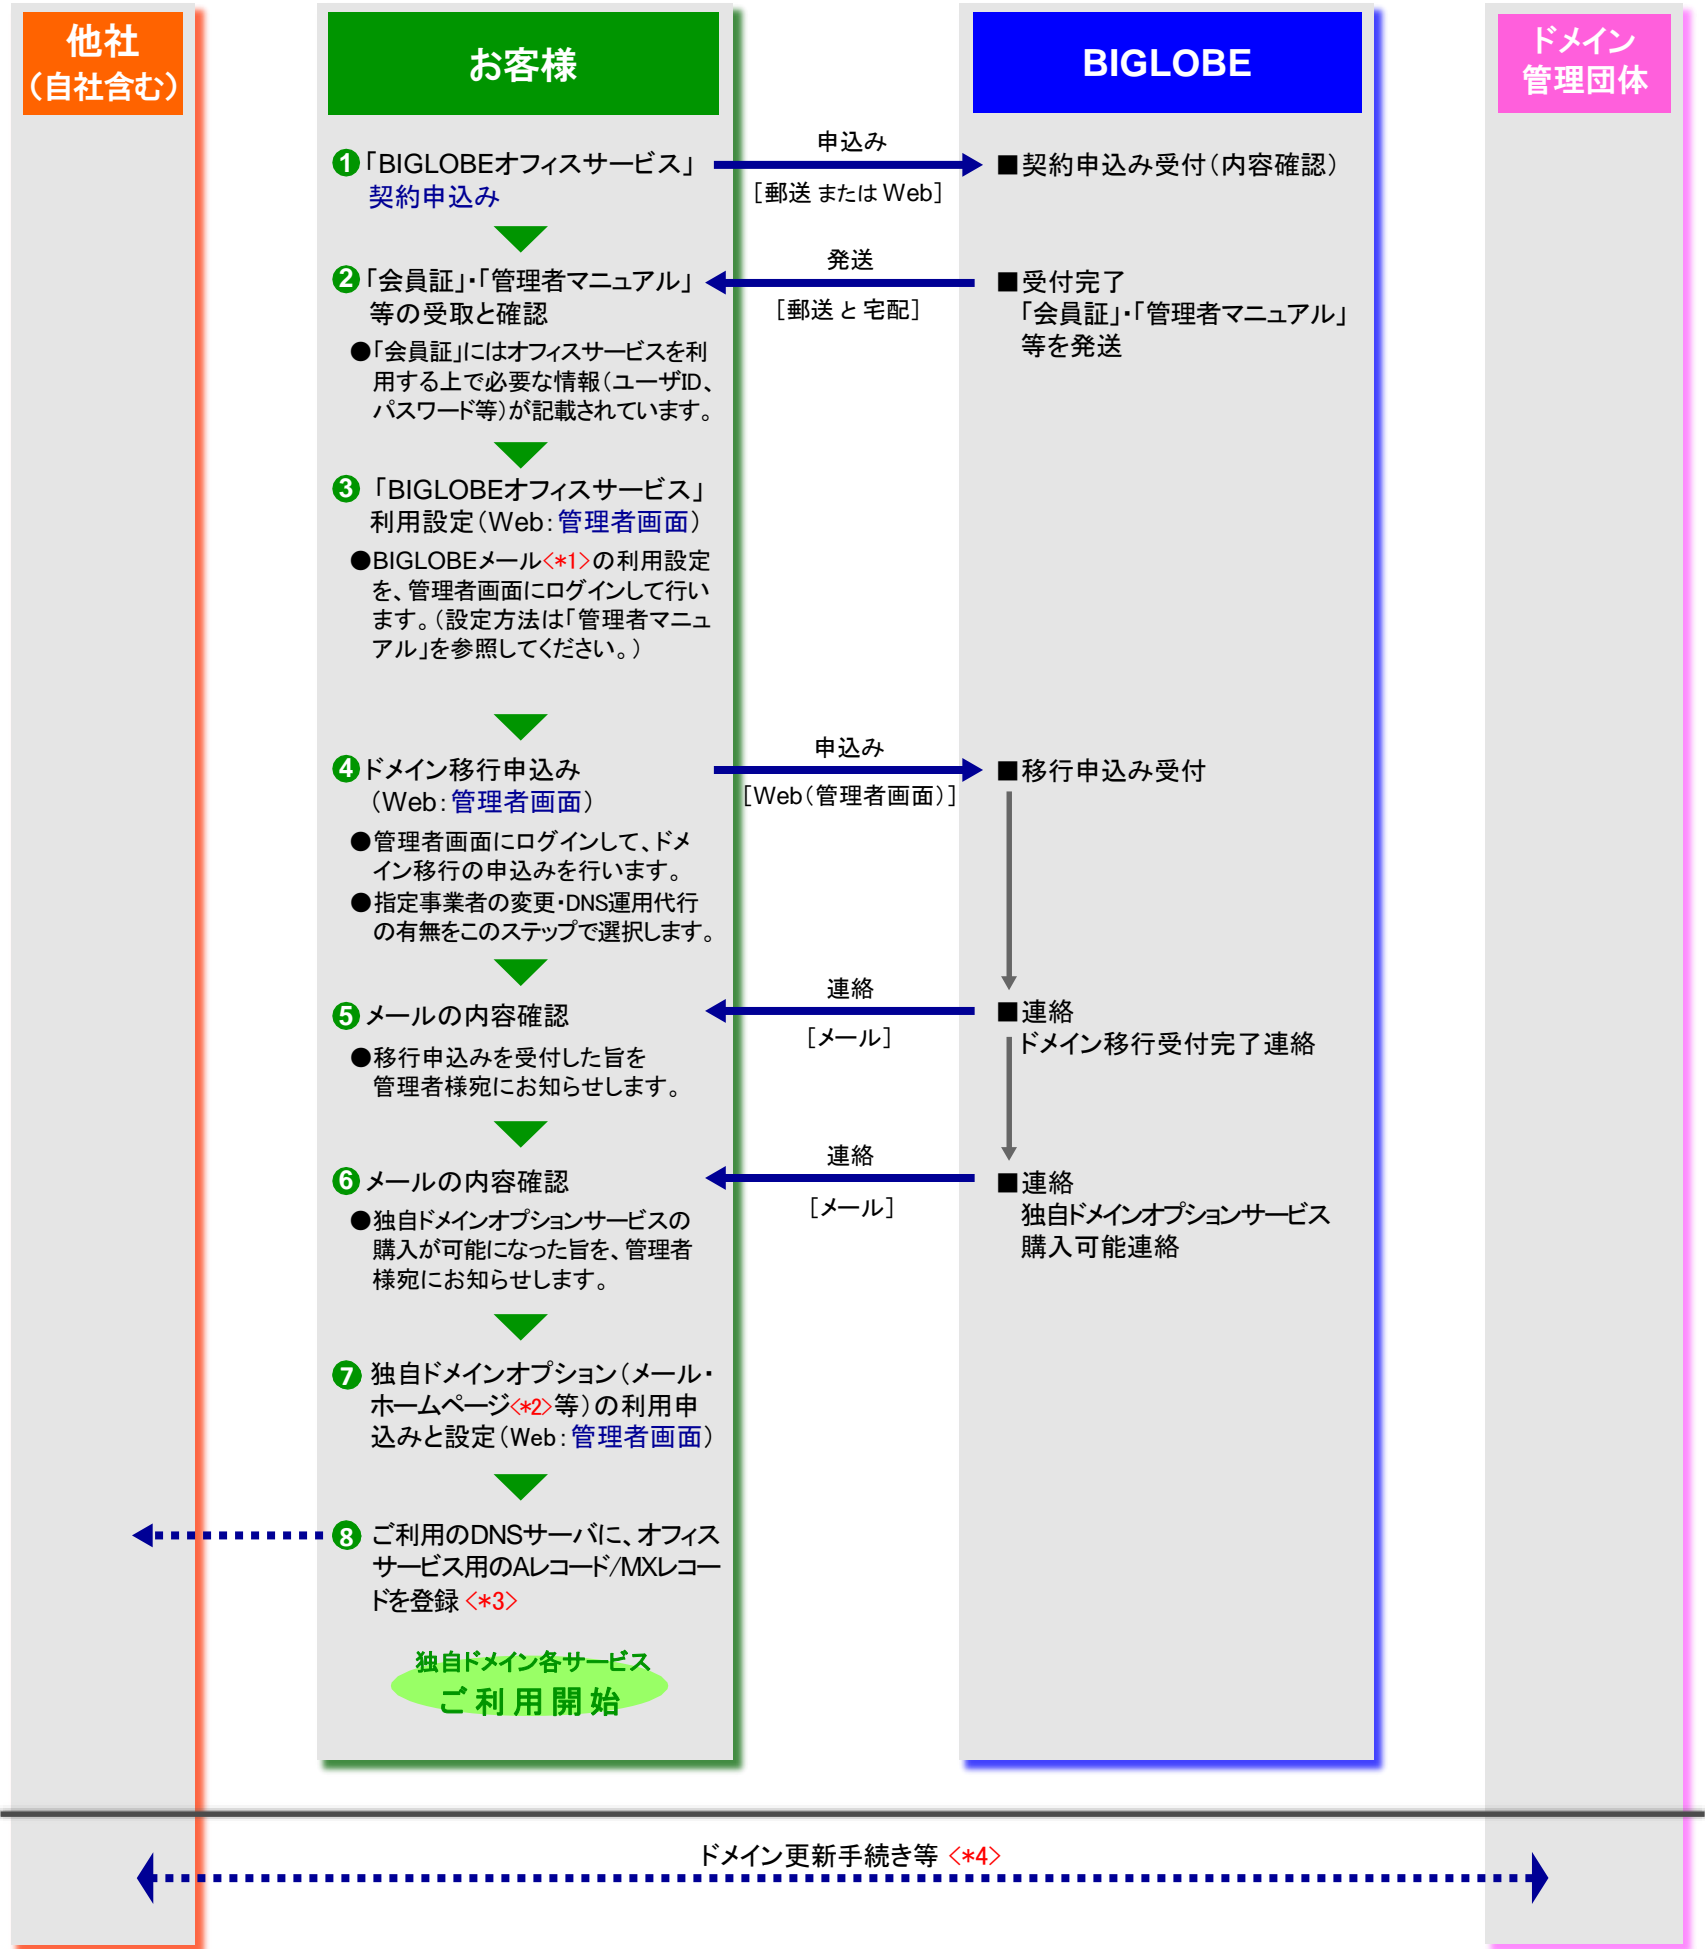 他社
（自社含む）
お客様
BIGLOBE
ドメイン
管理団体
❶「BIGLOBEオフィスサービス」
契約申込み
申込み
［郵送 または Web］
■契約申込み受付（内容確認）
❷「会員証」・「管理者マニュアル」
等の受取と確認
●「会員証」にはオフィスサービスを利
用する上で必要な情報（ユーザID、
パスワード等）が記載されています。
発送
［郵送 と 宅配］
■受付完了
「会員証」・「管理者マニュアル」
等を発送
❸「BIGLOBEオフィスサービス」
利用設定（Web：管理者画面）
●BIGLOBEメール<*1>の利用設定
を、管理者画面にログインして行い
ます。（設定方法は「管理者マニュ
アル」を参照してください。）
❹ドメイン移行申込み
（Web：管理者画面）
●管理者画面にログインして、ドメ
イン移行の申込みを行います。
●指定事業者の変更・DNS運用代行
の有無をこのステップで選択します。
申込み
［Web（管理者画面）］
■移行申込み受付
❺メールの内容確認
●移行申込みを受付した旨を
管理者様宛にお知らせします。
連絡
［メール］
■連絡
ドメイン移行受付完了連絡
❻メールの内容確認
●独自ドメインオプションサービスの
購入が可能になった旨を、管理者
様宛にお知らせします。
連絡
［メール］
■連絡
独自ドメインオプションサービス
購入可能連絡
❼独自ドメインオプション（メール・
ホームページ<*2>等）の利用申
込みと設定（Web：管理者画面）
❽ご利用のDNSサーバに、オフィス
サービス用のAレコード/MXレコー
ドを登録 <*3>
独自ドメイン各サービス
ご利用開始
ドメイン更新手続き等 <*4>